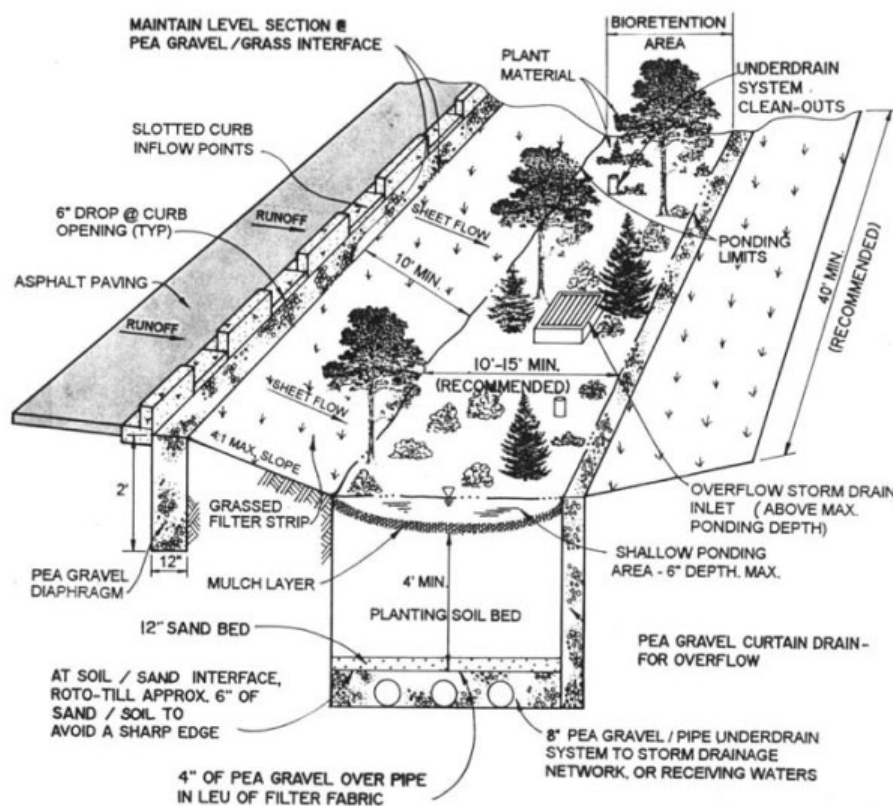 MAINTAIN LEVEL SECTION @
PEA GRAVEL/GRASS INTERFACE
BIORETENTION
AREA
PLANT
MATERIAL
UNDERDRAIN
SYSTEM
CLEAN-OUTS
SLOTTED CURB
INFLOW POINTS
6" DROP @ CURB
OPENING (TYP)
RUNOFF
SHEET FLOW
PONDING
LIMITS
ASPHALT PAVING
10' MIN.
40' MIN.
(RECOMMENDED)
RUNOFF
10'-15' MIN.
(RECOMMENDED)
SHEET FLOW
4:1 MAX. SLOPE
2'
GRASSED
FILTER STRIP
OVERFLOW STORM DRAIN
INLET ( ABOVE MAX.
PONDING DEPTH)
12"
PEA GRAVEL
DIAPHRAGM
MULCH LAYER
4' MIN.
SHALLOW PONDING
AREA - 6" DEPTH. MAX.
PLANTING SOIL BED
12" SAND BED
PEA GRAVEL CURTAIN DRAIN-
FOR OVERFLOW
AT SOIL / SAND INTERFACE,
ROTO-TILL APPROX. 6" OF
SAND / SOIL TO
AVOID A SHARP EDGE
8" PEA GRAVEL / PIPE UNDERDRAIN
SYSTEM TO STORM DRAINAGE
NETWORK, OR RECEIVING WATERS
4" OF PEA GRAVEL OVER PIPE
IN LEU OF FILTER FABRIC